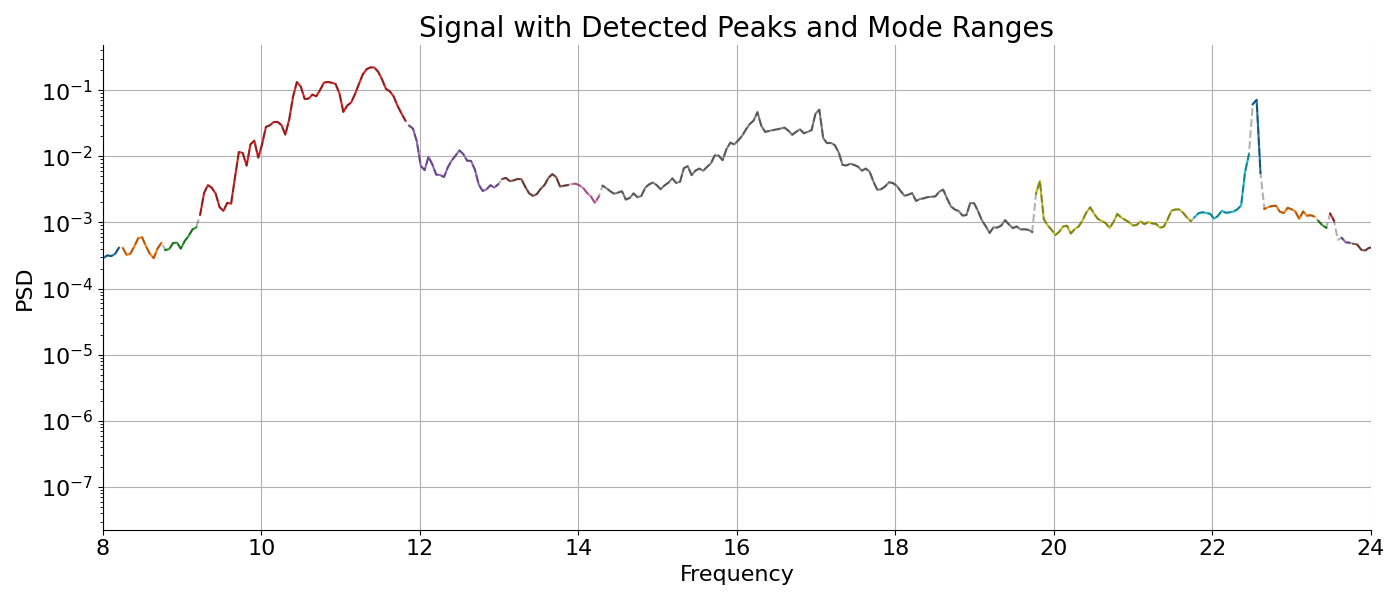 Signal with Detected Peaks and Mode Ranges
PSD
10⁻¹
10⁻²
10⁻³
10⁻⁴
10⁻⁵
10⁻⁶
10⁻⁷
8 10 12 14 16 18 20 22 24
Frequency